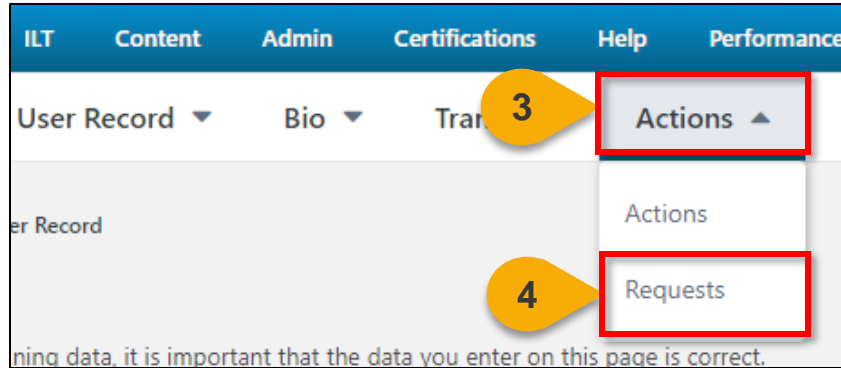 ILT Content Admin Certifications Help Performance
User Record Bio 3 Actions
Actions
er Record
4 Requests
ning data, it is important that the data you enter on this page is correct.